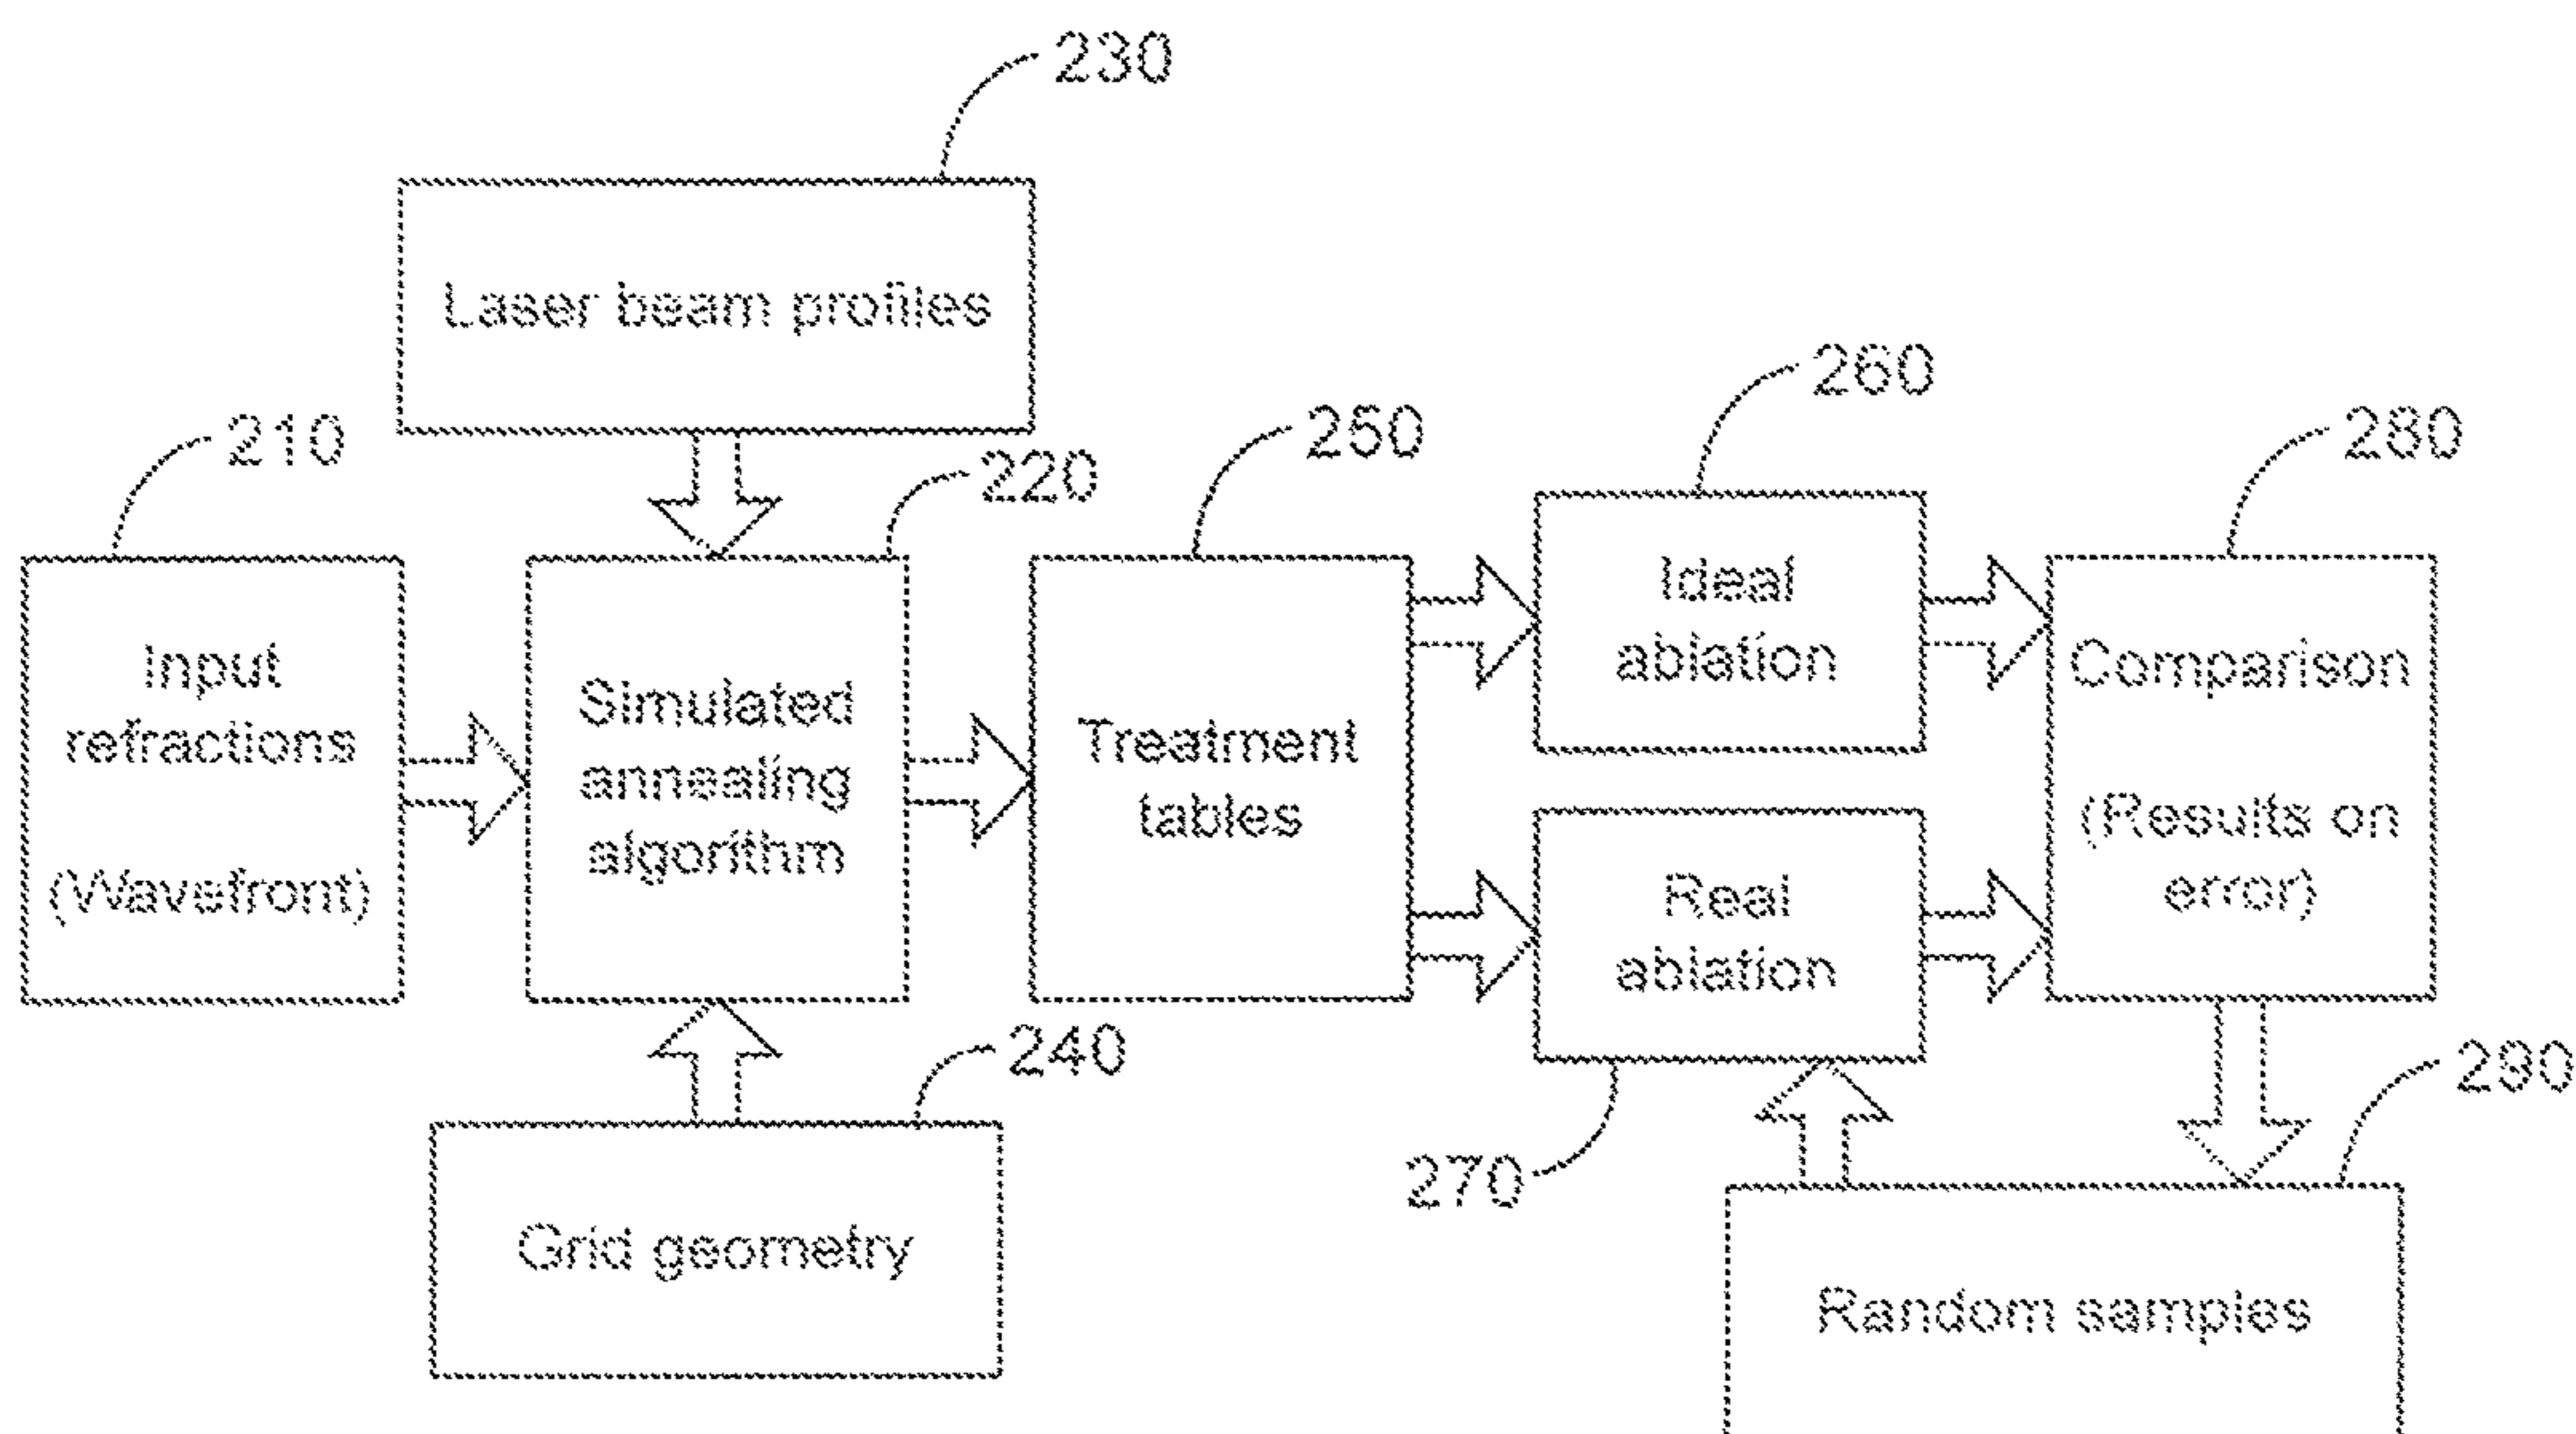 230
Laser beam profiles
210
220
250
260
280
Input
refractions
(Wavefront)
Simulated
annealing
algorithm
Treatment
tables
Ideal
ablation
Real
ablation
Comparison
(Results on
error)
240
Grid geometry
270
290
Random samples